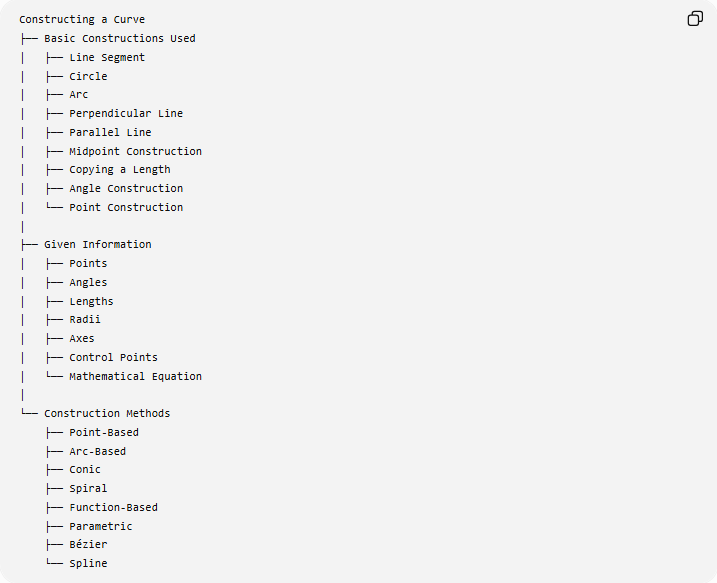 Constructing a Curve
├── Basic Constructions Used
│   ├── Line Segment
│   ├── Circle
│   ├── Arc
│   ├── Perpendicular Line
│   ├── Parallel Line
│   ├── Midpoint Construction
│   ├── Copying a Length
│   ├── Angle Construction
│   └── Point Construction
│
├── Given Information
│   ├── Points
│   ├── Angles
│   ├── Lengths
│   ├── Radii
│   ├── Axes
│   ├── Control Points
│   └── Mathematical Equation
│
└── Construction Methods
    ├── Point-Based
    ├── Arc-Based
    ├── Conic
    ├── Spiral
    ├── Function-Based
    ├── Parametric
    ├── Bézier
    └── Spline